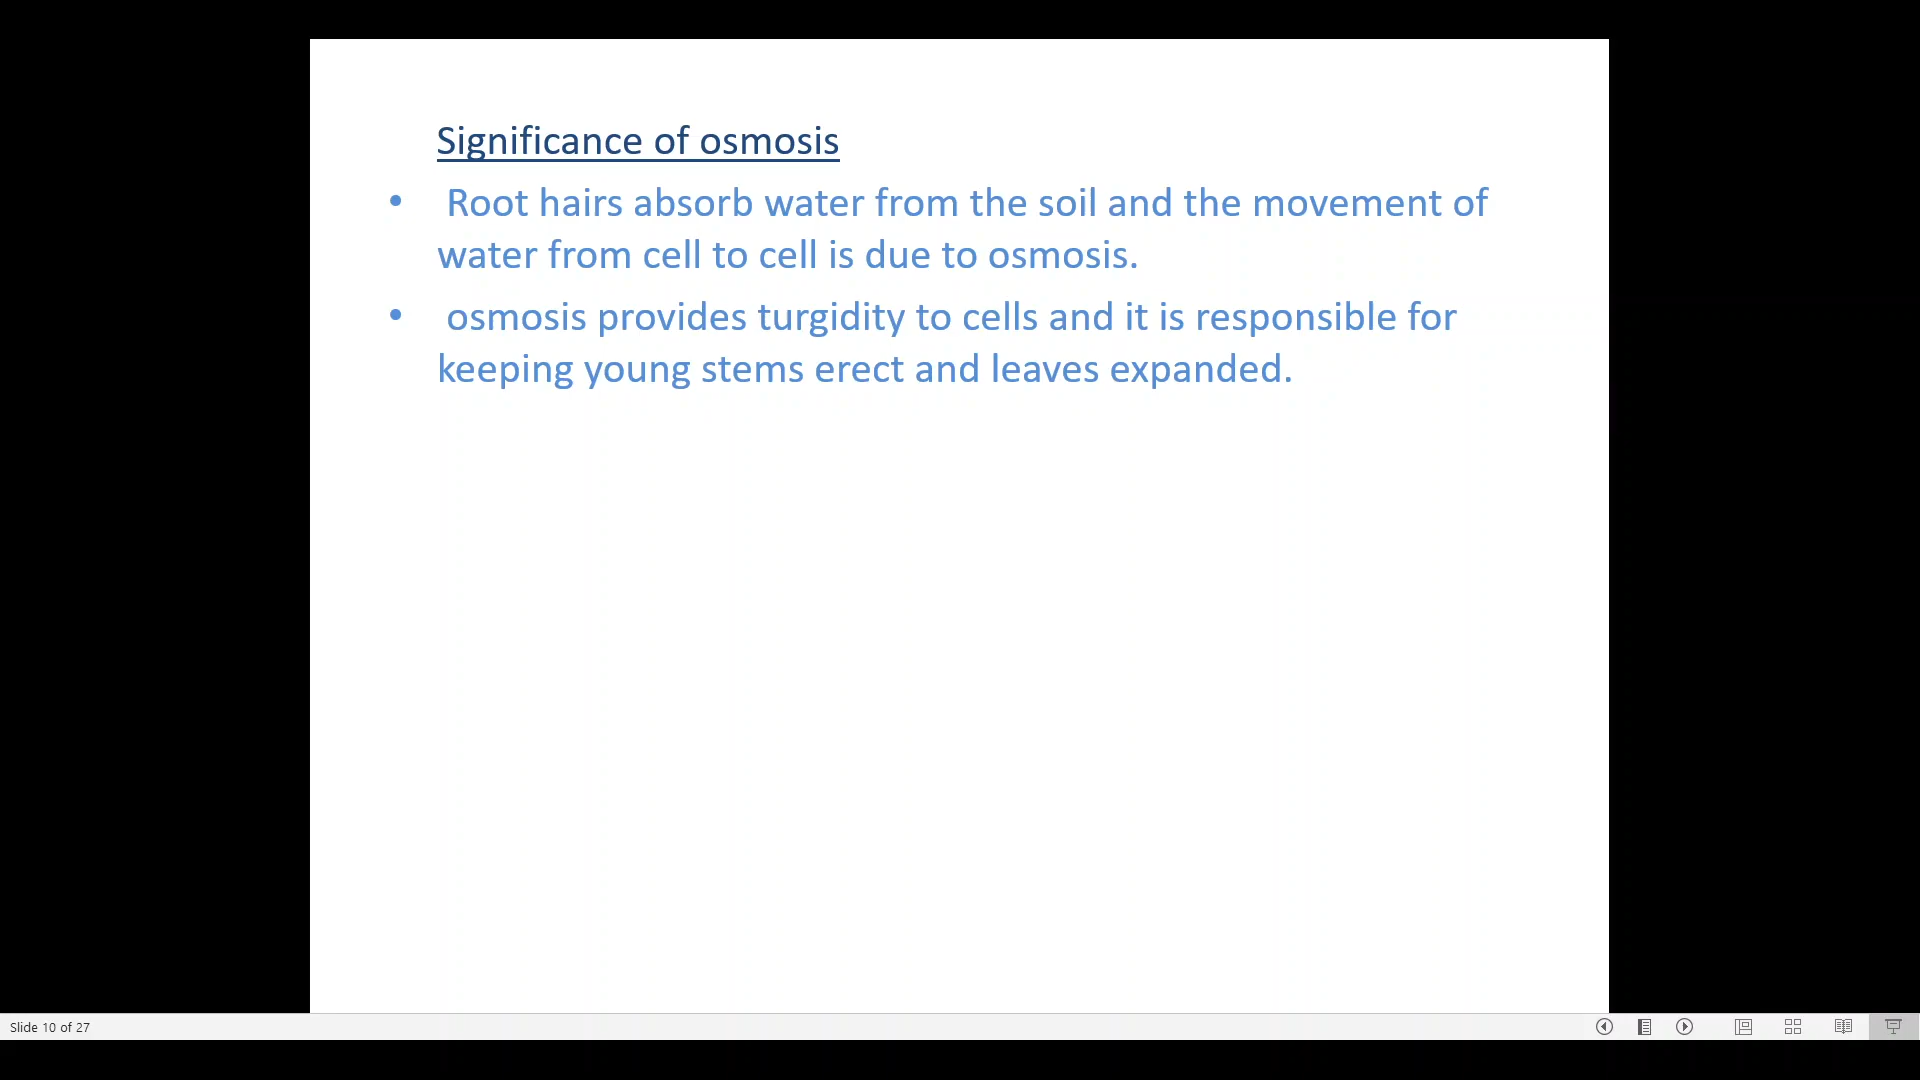 Significance of osmosis
• Root hairs absorb water from the soil and the movement of
water from cell to cell is due to osmosis.
• osmosis provides turgidity to cells and it is responsible for
keeping young stems erect and leaves expanded.
Slide 10 of 27